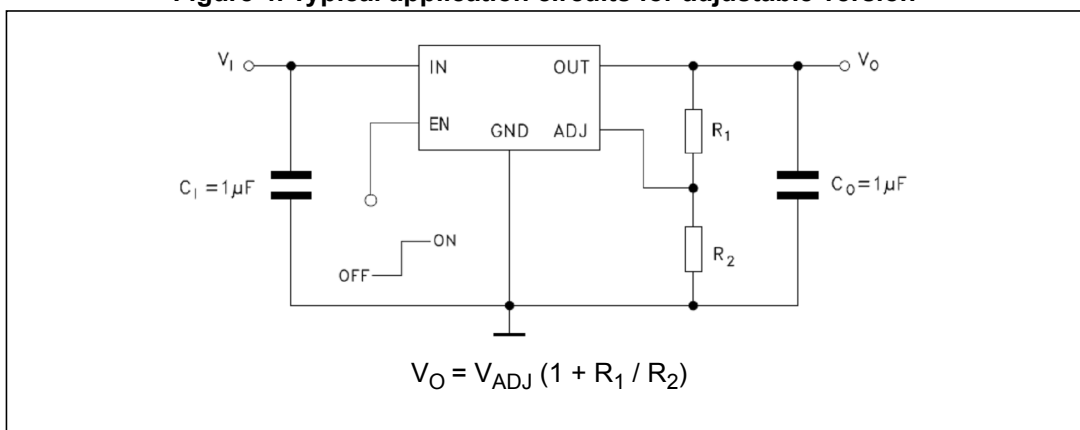 Figure 4. Typical application circuits for adjustable version
V_I
IN
OUT
V_O
EN
GND
ADJ
R_1
C_I=1µF
C_O=1µF
ON
OFF
R_2
V_O = V_ADJ (1 + R_1 / R_2)